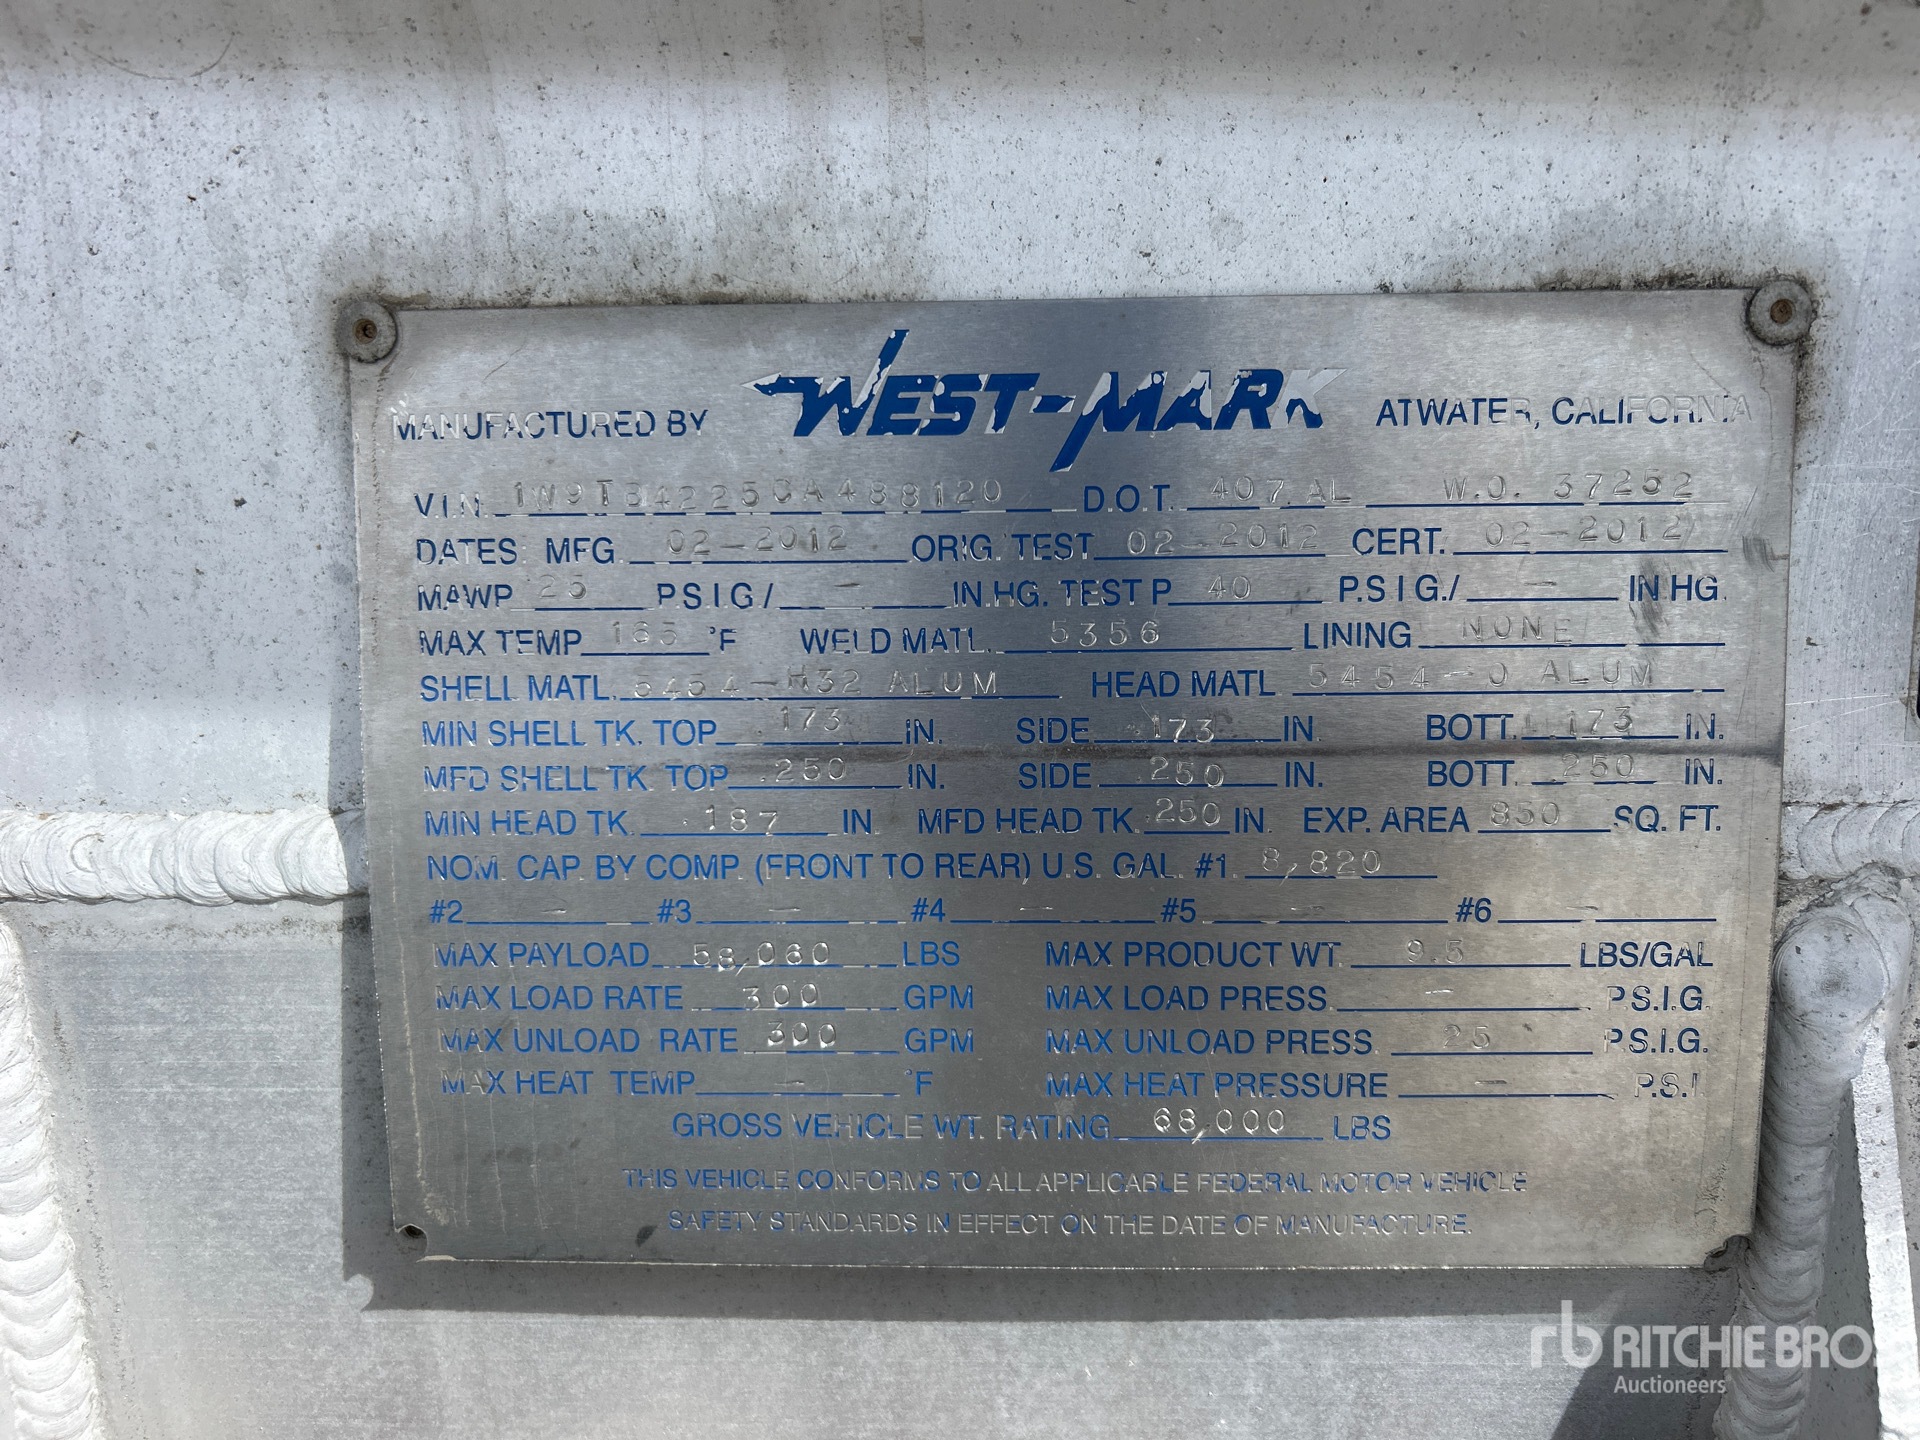 MANUFACTURED BY WEST-MARK ATWATER, CALIFORNIA
V.I.N. 1W9TB4225CA488120 D.O.T. 407 AL W.O. 37252
DATES: MFG. 02-2012 ORIG. TEST 02-2012 CERT. 02-2012
MAWP 25 P.S.I.G./ - IN.HG. TEST P. 40 P.S.I.G./ - IN HG.
MAX TEMP 165 °F WELD MATL. 5356 LINING NONE
SHELL MATL. 5454-H32 ALUM HEAD MATL 5454-0 ALUM
MIN SHELL TK. TOP .173 IN. SIDE .173 IN. BOTT. .173 IN.
MFD SHELL TK. TOP .250 IN. SIDE .250 IN. BOTT. .250 IN.
MIN HEAD TK. .187 IN. MFD HEAD TK. .250 IN. EXP. AREA 850 SQ. FT.
NOM. CAP. BY COMP. (FRONT TO REAR) U.S. GAL. #1. 8,820
#2 - #3 - #4 - #5 - #6 -
MAX PAYLOAD 58,060 LBS MAX PRODUCT WT. 9.5 LBS/GAL
MAX LOAD RATE 300 GPM MAX LOAD PRESS. - P.S.I.G.
MAX UNLOAD RATE 300 GPM MAX UNLOAD PRESS. 25 P.S.I.G.
MAX HEAT TEMP - °F MAX HEAT PRESSURE - P.S.I.
GROSS VEHICLE WT. RATING 68,000 LBS
THIS VEHICLE CONFORMS TO ALL APPLICABLE FEDERAL MOTOR VEHICLE
SAFETY STANDARDS IN EFFECT ON THE DATE OF MANUFACTURE.
rb RITCHIE BROS
Auctioneers